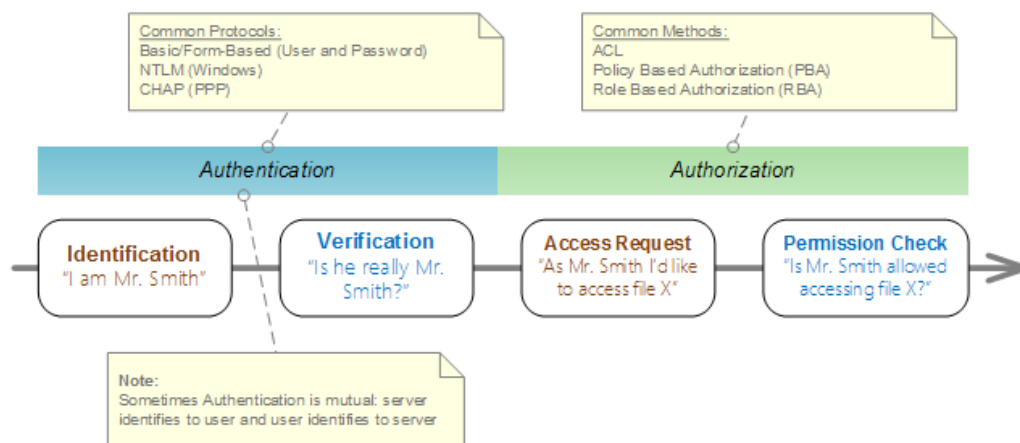 Common Protocols:
Basic/Form-Based (User and Password)
NTLM (Windows)
CHAP (PPP)
Common Methods:
ACL
Policy Based Authorization (PBA)
Role Based Authorization (RBA)
Authentication
Authorization
Identification
“I am Mr. Smith”
Verification
“Is he really Mr.
Smith?”
Access Request
“As Mr. Smith I’d like
to access file X”
Permission Check
“Is Mr. Smith allowed
accessing file X?”
Note:
Sometimes Authentication is mutual: server
identifies to user and user identifies to server